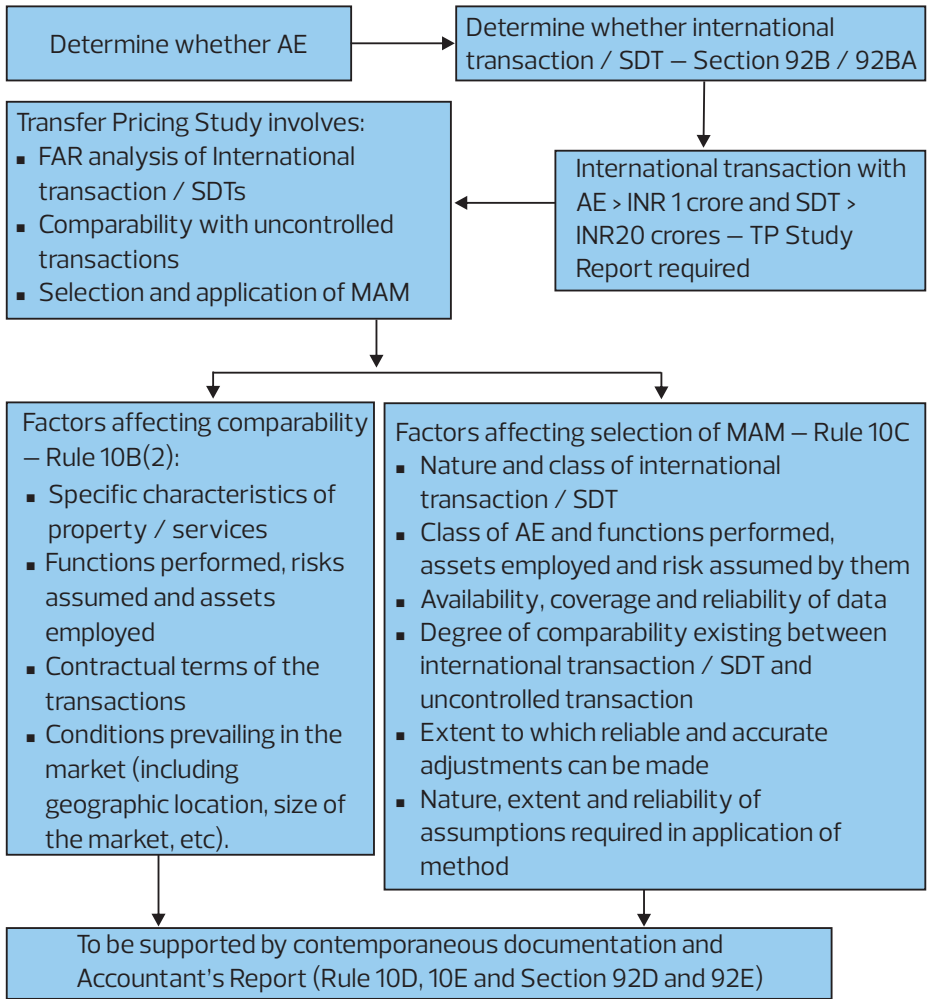 Determine whether AE
Determine whether international
transaction / SDT – Section 92B / 92BA
International transaction with
AE › INR 1 crore and SDT ›
INR20 crores – TP Study
Report required
Transfer Pricing Study involves:
▪ FAR analysis of International
transaction / SDTs
▪ Comparability with uncontrolled
transactions
▪ Selection and application of MAM
Factors affecting comparability
– Rule 10B(2):
▪ Specific characteristics of
property / services
▪ Functions performed, risks
assumed and assets
employed
▪ Contractual terms of the
transactions
▪ Conditions prevailing in the
market (including
geographic location, size of
the market, etc).
Factors affecting selection of MAM – Rule 10C
▪ Nature and class of international
transaction / SDT
▪ Class of AE and functions performed,
assets employed and risk assumed by them
▪ Availability, coverage and reliability of data
▪ Degree of comparability existing between
international transaction / SDT and
uncontrolled transaction
▪ Extent to which reliable and accurate
adjustments can be made
▪ Nature, extent and reliability of
assumptions required in application of
method
To be supported by contemporaneous documentation and
Accountant’s Report (Rule 10D, 10E and Section 92D and 92E)